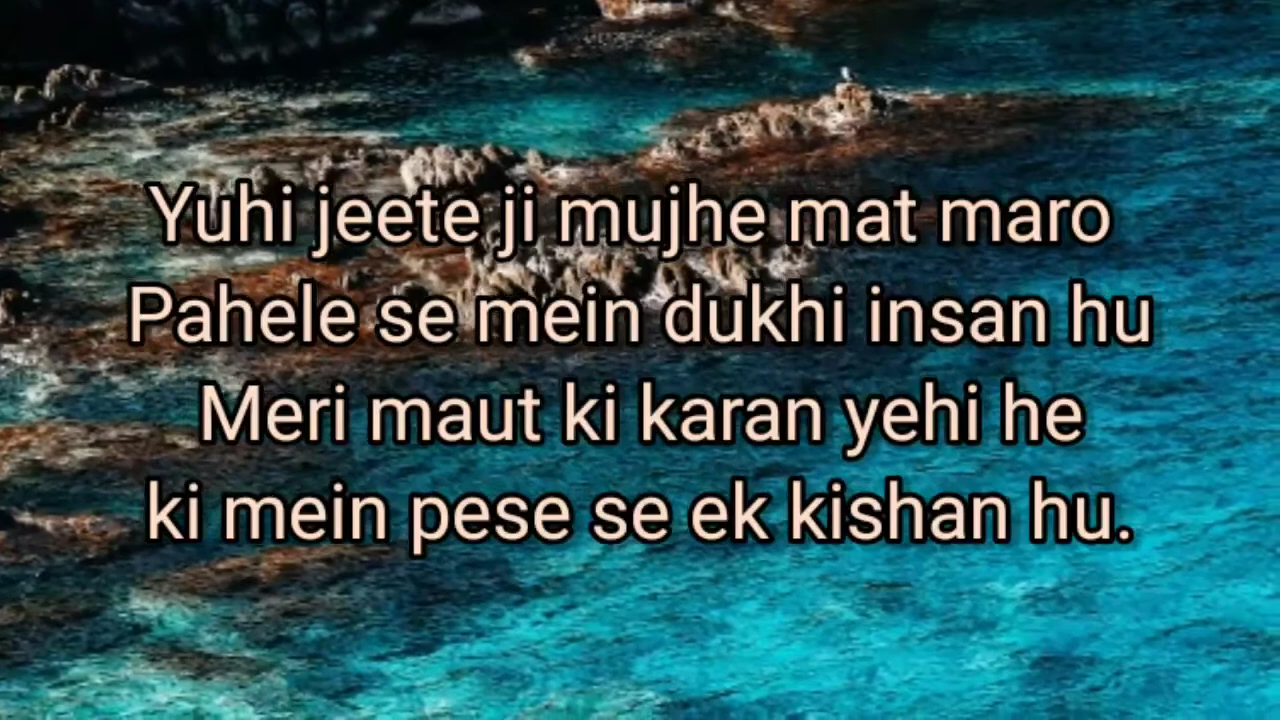 Yuhi jeete ji mujhe mat maro
Pahele se mein dukhi insan hu
Meri maut ki karan yehi he
ki mein pese se ek kishan hu.